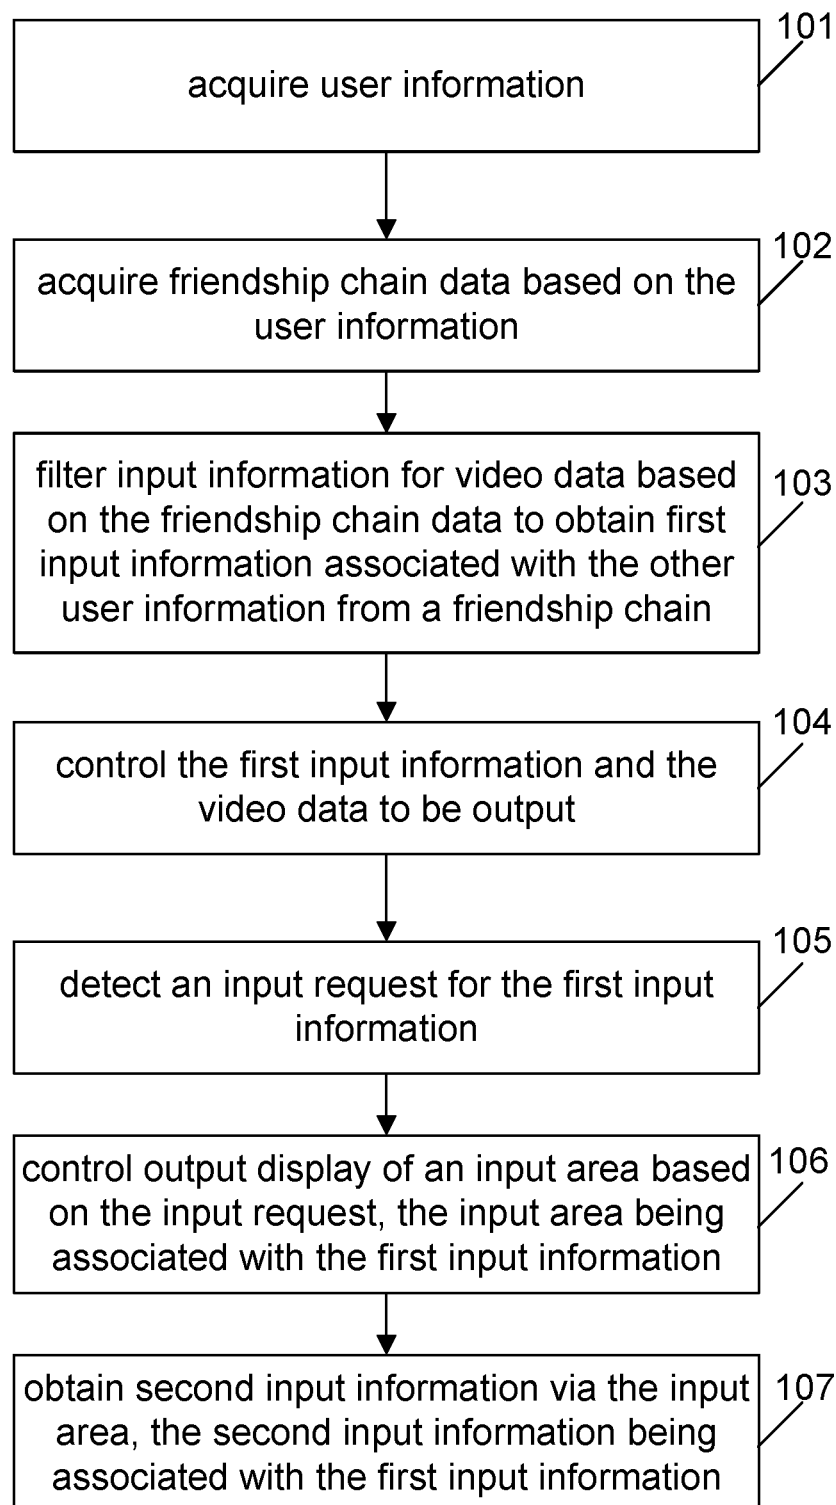 101
acquire user information
102
acquire friendship chain data based on the
user information
103
filter input information for video data based
on the friendship chain data to obtain first
input information associated with the other
user information from a friendship chain
104
control the first input information and the
video data to be output
105
detect an input request for the first input
information
106
control output display of an input area based
on the input request, the input area being
associated with the first input information
107
obtain second input information via the input
area, the second input information being
associated with the first input information